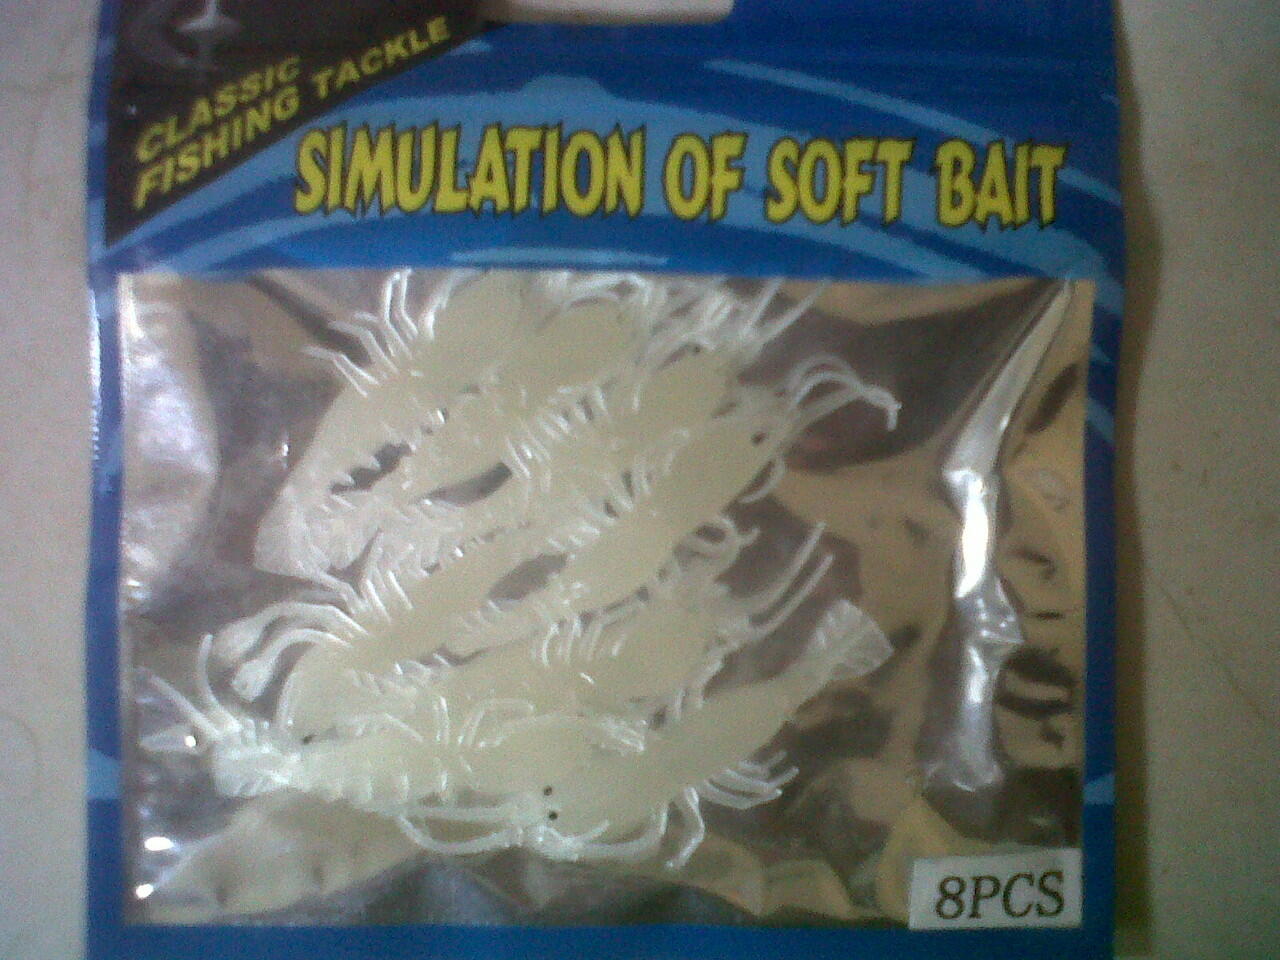 CLASSIC
FISHING TACKLE
SIMULATION OF SOFT BAIT
8PCS